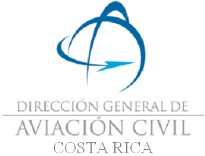 DIRECCIÓN GENERAL DE
AVIACIÓN CIVIL
COSTA RICA